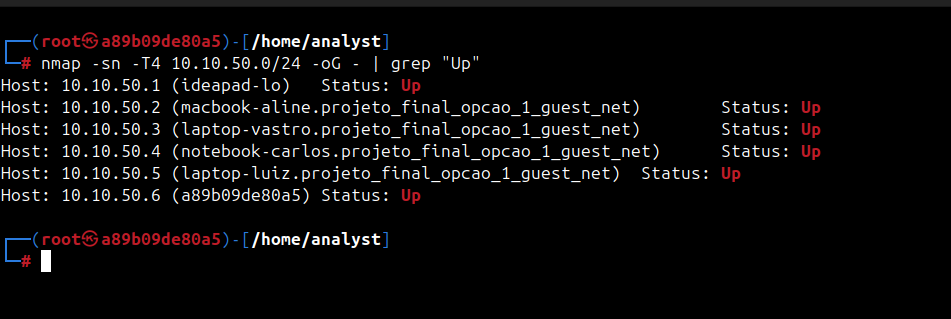 ┌──(root㉿a89b09de80a5)-[/home/analyst]
└─# nmap -sn -T4 10.10.50.0/24 -oG - | grep "Up"
Host: 10.10.50.1 (ideapad-lo)   Status: Up
Host: 10.10.50.2 (macbook-aline.projeto_final_opcao_1_guest_net)        Status: Up
Host: 10.10.50.3 (laptop-vastro.projeto_final_opcao_1_guest_net)        Status: Up
Host: 10.10.50.4 (notebook-carlos.projeto_final_opcao_1_guest_net)      Status: Up
Host: 10.10.50.5 (laptop-luiz.projeto_final_opcao_1_guest_net)  Status: Up
Host: 10.10.50.6 (a89b09de80a5) Status: Up
┌──(root㉿a89b09de80a5)-[/home/analyst]
└─#